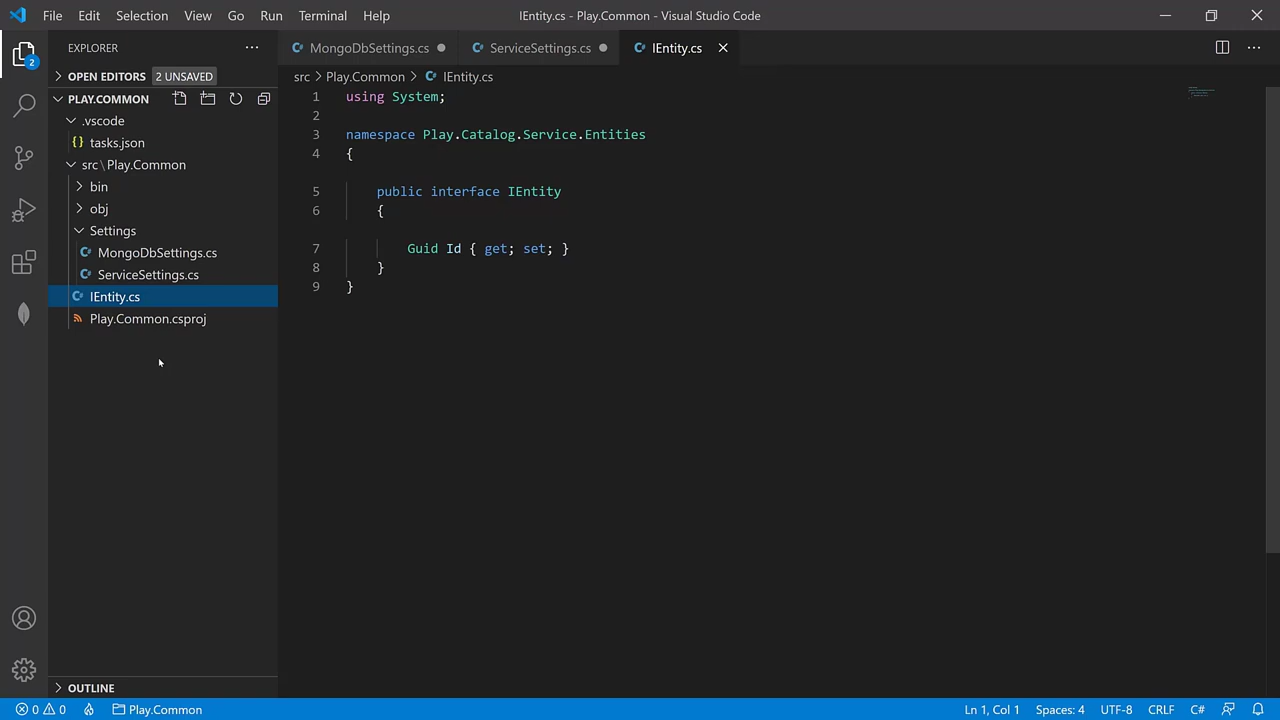 File Edit Selection View Go Run Terminal Help IEntity.cs - Play.Common - Visual Studio Code
EXPLORER
MongoDbSettings.cs ServiceSettings.cs IEntity.cs
2
OPEN EDITORS 2 UNSAVED
PLAY.COMMON
.vscode
tasks.json
src\Play.Common
bin
obj
Settings
MongoDbSettings.cs
ServiceSettings.cs
IEntity.cs
Play.Common.csproj
OUTLINE
src > Play.Common > IEntity.cs
1 using System;
2
3 namespace Play.Catalog.Service.Entities
4 {
5 public interface IEntity
6 {
7 Guid Id { get; set; }
8 }
9 }
0 0 Play.Common Ln 1, Col 1 Spaces: 4 UTF-8 CRLF C#